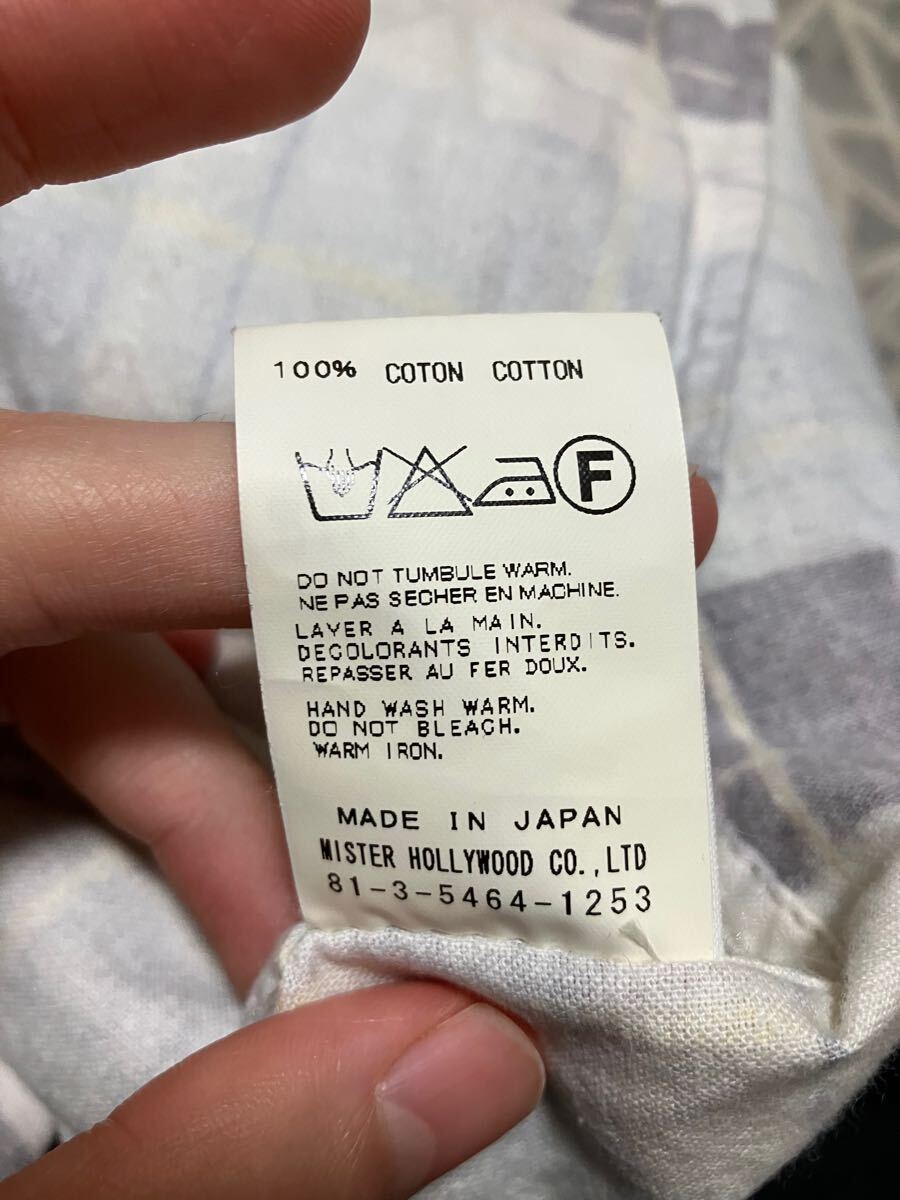 100% COTON COTTON
F
DO NOT TUMBULE WARM.
NE PAS SECHER EN MACHINE.
LAVER A LA MAIN.
DECOLORANTS INTERDITS.
REPASSER AU FER DOUX.
HAND WASH WARM.
DO NOT BLEACH.
WARM IRON.
MADE IN JAPAN
MISTER HOLLYWOOD CO.,LTD
81-3-5464-1253